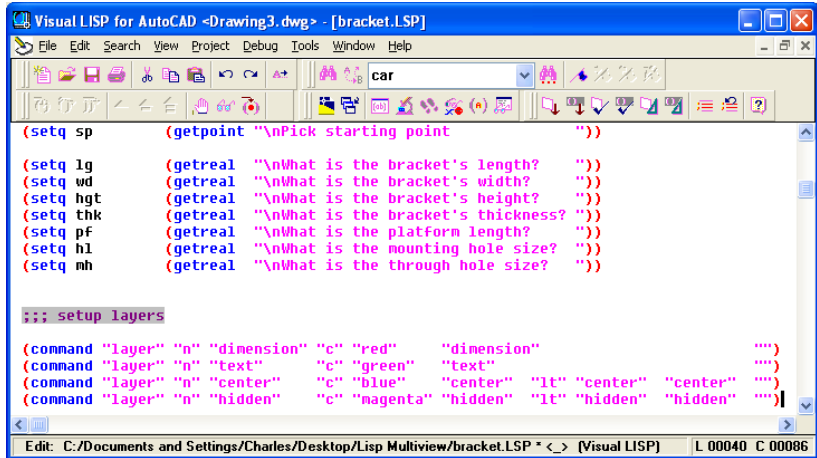 Visual LISP for AutoCAD <Drawing3.dwg> - [bracket.LSP]
File Edit Search View Project Debug Tools Window Help
car
(setq sp (getpoint "\nPick starting point "))
(setq lg (getreal "\nWhat is the bracket's length? "))
(setq wd (getreal "\nWhat is the bracket's width? "))
(setq hgt (getreal "\nWhat is the bracket's height? "))
(setq thk (getreal "\nWhat is the bracket's thickness? "))
(setq pf (getreal "\nWhat is the platform length? "))
(setq hl (getreal "\nWhat is the mounting hole size? "))
(setq mh (getreal "\nWhat is the through hole size? "))
;;; setup layers
(command "layer" "n" "dimension" "c" "red" "dimension" "")
(command "layer" "n" "text" "c" "green" "text" "")
(command "layer" "n" "center" "c" "blue" "center" "lt" "center" "center" "")
(command "layer" "n" "hidden" "c" "magenta" "hidden" "lt" "hidden" "hidden" "")
Edit: C:/Documents and Settings/Charles/Desktop/Lisp Multiview/bracket.LSP * <_> (Visual LISP) L 00040 C 00086